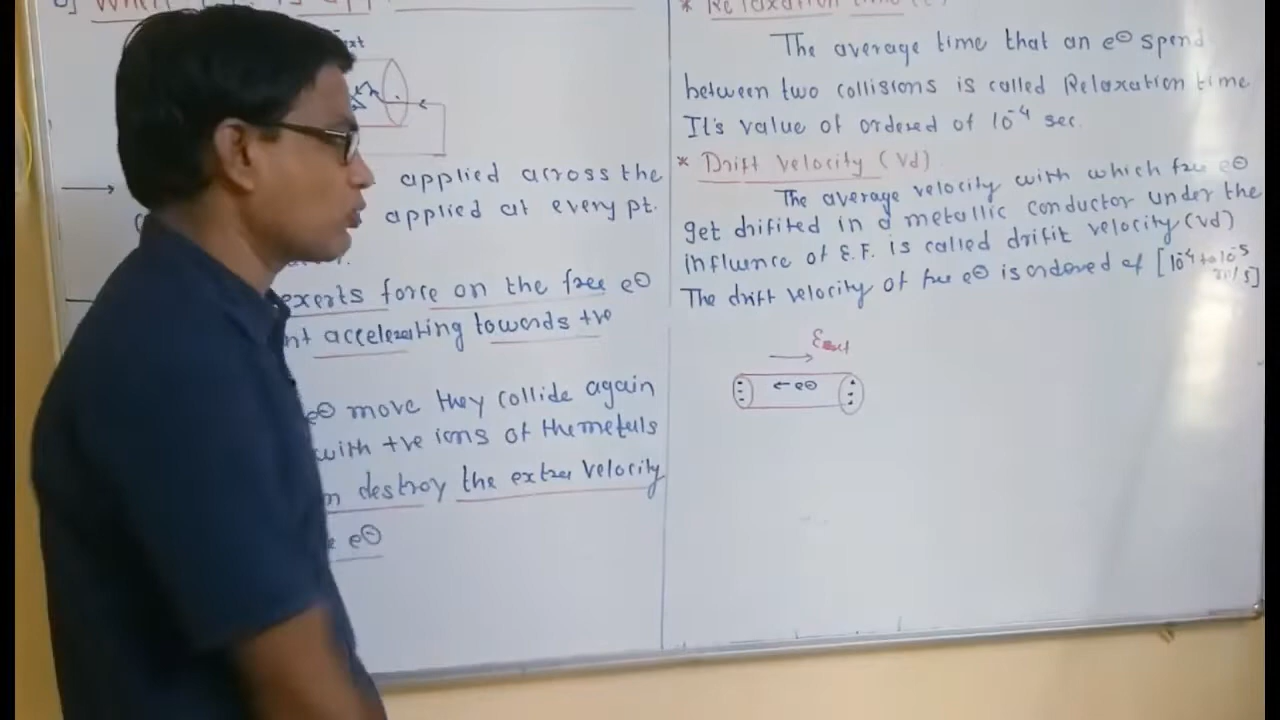 ext
applied across the
applied at every pt.
exerts force on the free e⊖
nt accelerating towards +ve
e⊖ move they collide again
with +ve ions of the metals
destroy the extra velocity
e⊖
* Relaxation time
The average time that an e⊖ spend
between two collisions is called Relaxation time
It's value of ordered of 10⁻⁴ sec.
* Drift velocity (Vd)
The average velocity with which free e⊖
get drifited in a metallic conductor under the
influence of E.F. is called drifit velocity (Vd)
The drift velocity of free e⊖ is ordered of [10⁻⁴ to 10⁻⁵ m/s]
Eext
← e⊖